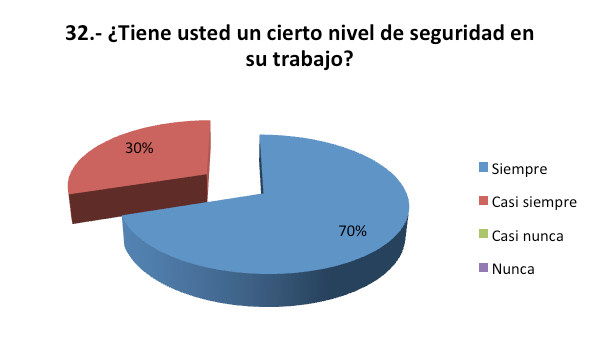 32.- ¿Tiene usted un cierto nivel de seguridad en
su trabajo?
30%
70%
Siempre
Casi siempre
Casi nunca
Nunca